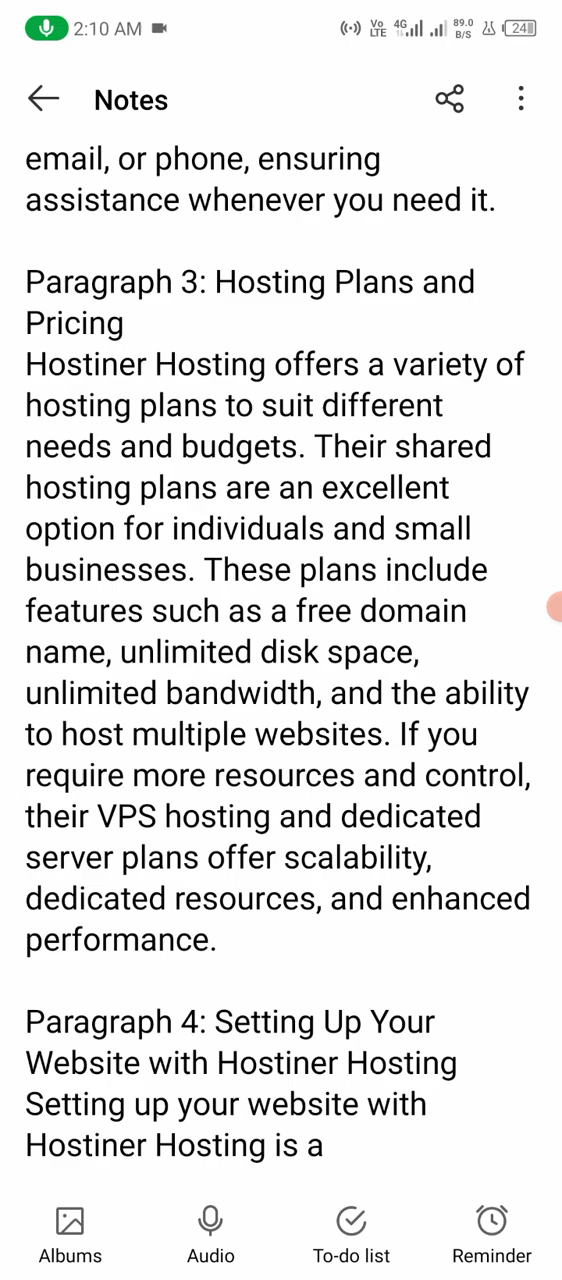 2:10 AM
Vo LTE 4G 89.0 B/S 24
Notes
email, or phone, ensuring
assistance whenever you need it.
Paragraph 3: Hosting Plans and
Pricing
Hostiner Hosting offers a variety of
hosting plans to suit different
needs and budgets. Their shared
hosting plans are an excellent
option for individuals and small
businesses. These plans include
features such as a free domain
name, unlimited disk space,
unlimited bandwidth, and the ability
to host multiple websites. If you
require more resources and control,
their VPS hosting and dedicated
server plans offer scalability,
dedicated resources, and enhanced
performance.
Paragraph 4: Setting Up Your
Website with Hostiner Hosting
Setting up your website with
Hostiner Hosting is a
Albums Audio To-do list Reminder